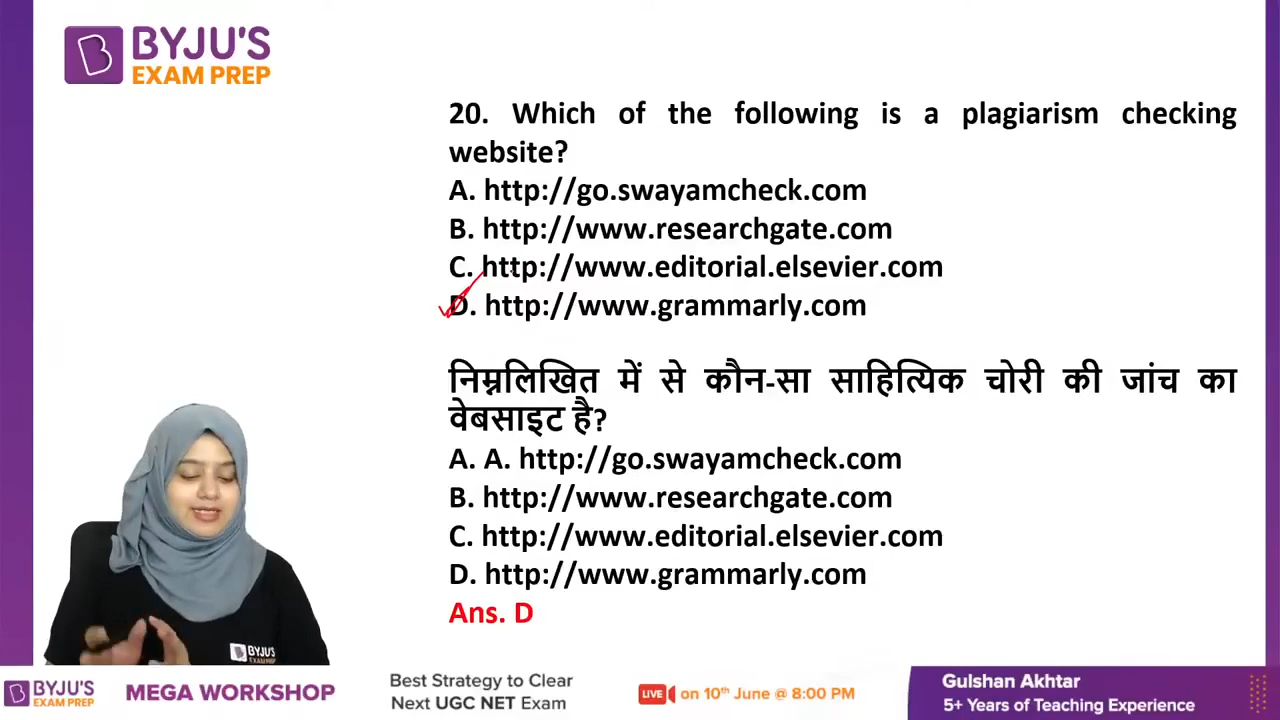 BYJU'S
EXAM PREP
20. Which of the following is a plagiarism checking
website?
A. http://go.swayamcheck.com
B. http://www.researchgate.com
C. http://www.editorial.elsevier.com
D. http://www.grammarly.com
निम्नलिखित में से कौन-सा साहित्यिक चोरी की जांच का
वेबसाइट है?
A. A. http://go.swayamcheck.com
B. http://www.researchgate.com
C. http://www.editorial.elsevier.com
D. http://www.grammarly.com
Ans. D
BYJU'S
EXAM PREP
BYJU'S
EXAM PREP
MEGA WORKSHOP
Best Strategy to Clear
Next UGC NET Exam
LIVE on 10th June @ 8:00 PM
Gulshan Akhtar
5+ Years of Teaching Experience